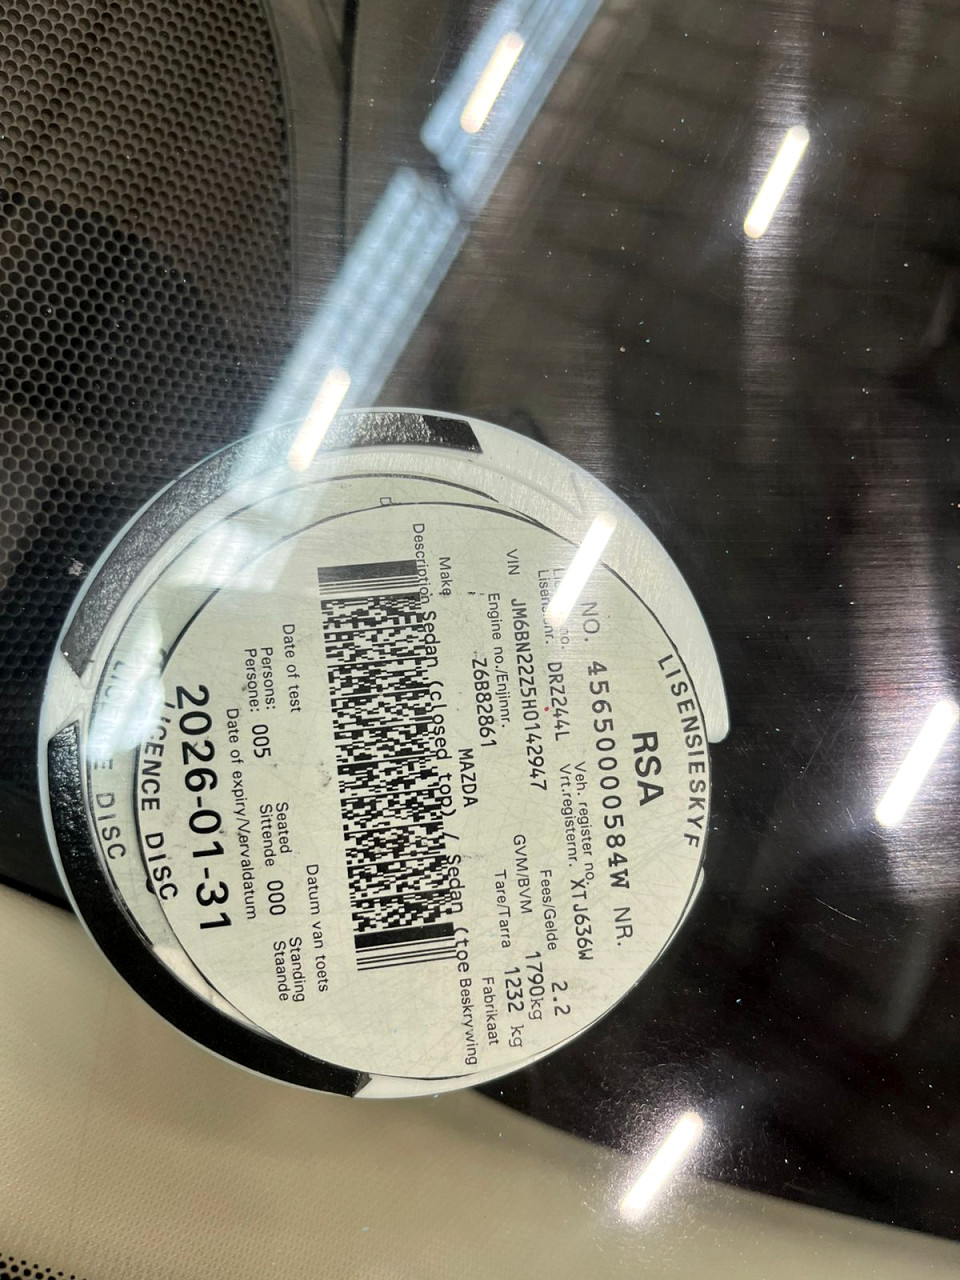 LISENSIESKYF
RSA
NO. 45650000584W NR.
Veh. register no.
Vrt.registernr. XTJ636W
DRZ244L
Fees/Gelde 2.2
VIN JM6BN22Z5H0142947
GVM/BVM 1790kg
Engine no./Enjinnr.
Z6B82861
Tare/Tarra 1232 kg
Make MAZDA Fabrikaat
Description Sedan (closed top) / Sedan (toe Beskrywing
Date of test Datum van toets
Persons: Seated Standing
Persone: 005 Sittende 000 Staande
Date of expiry/Vervaldatum
2026-01-31
LICENCE DISC
DISC